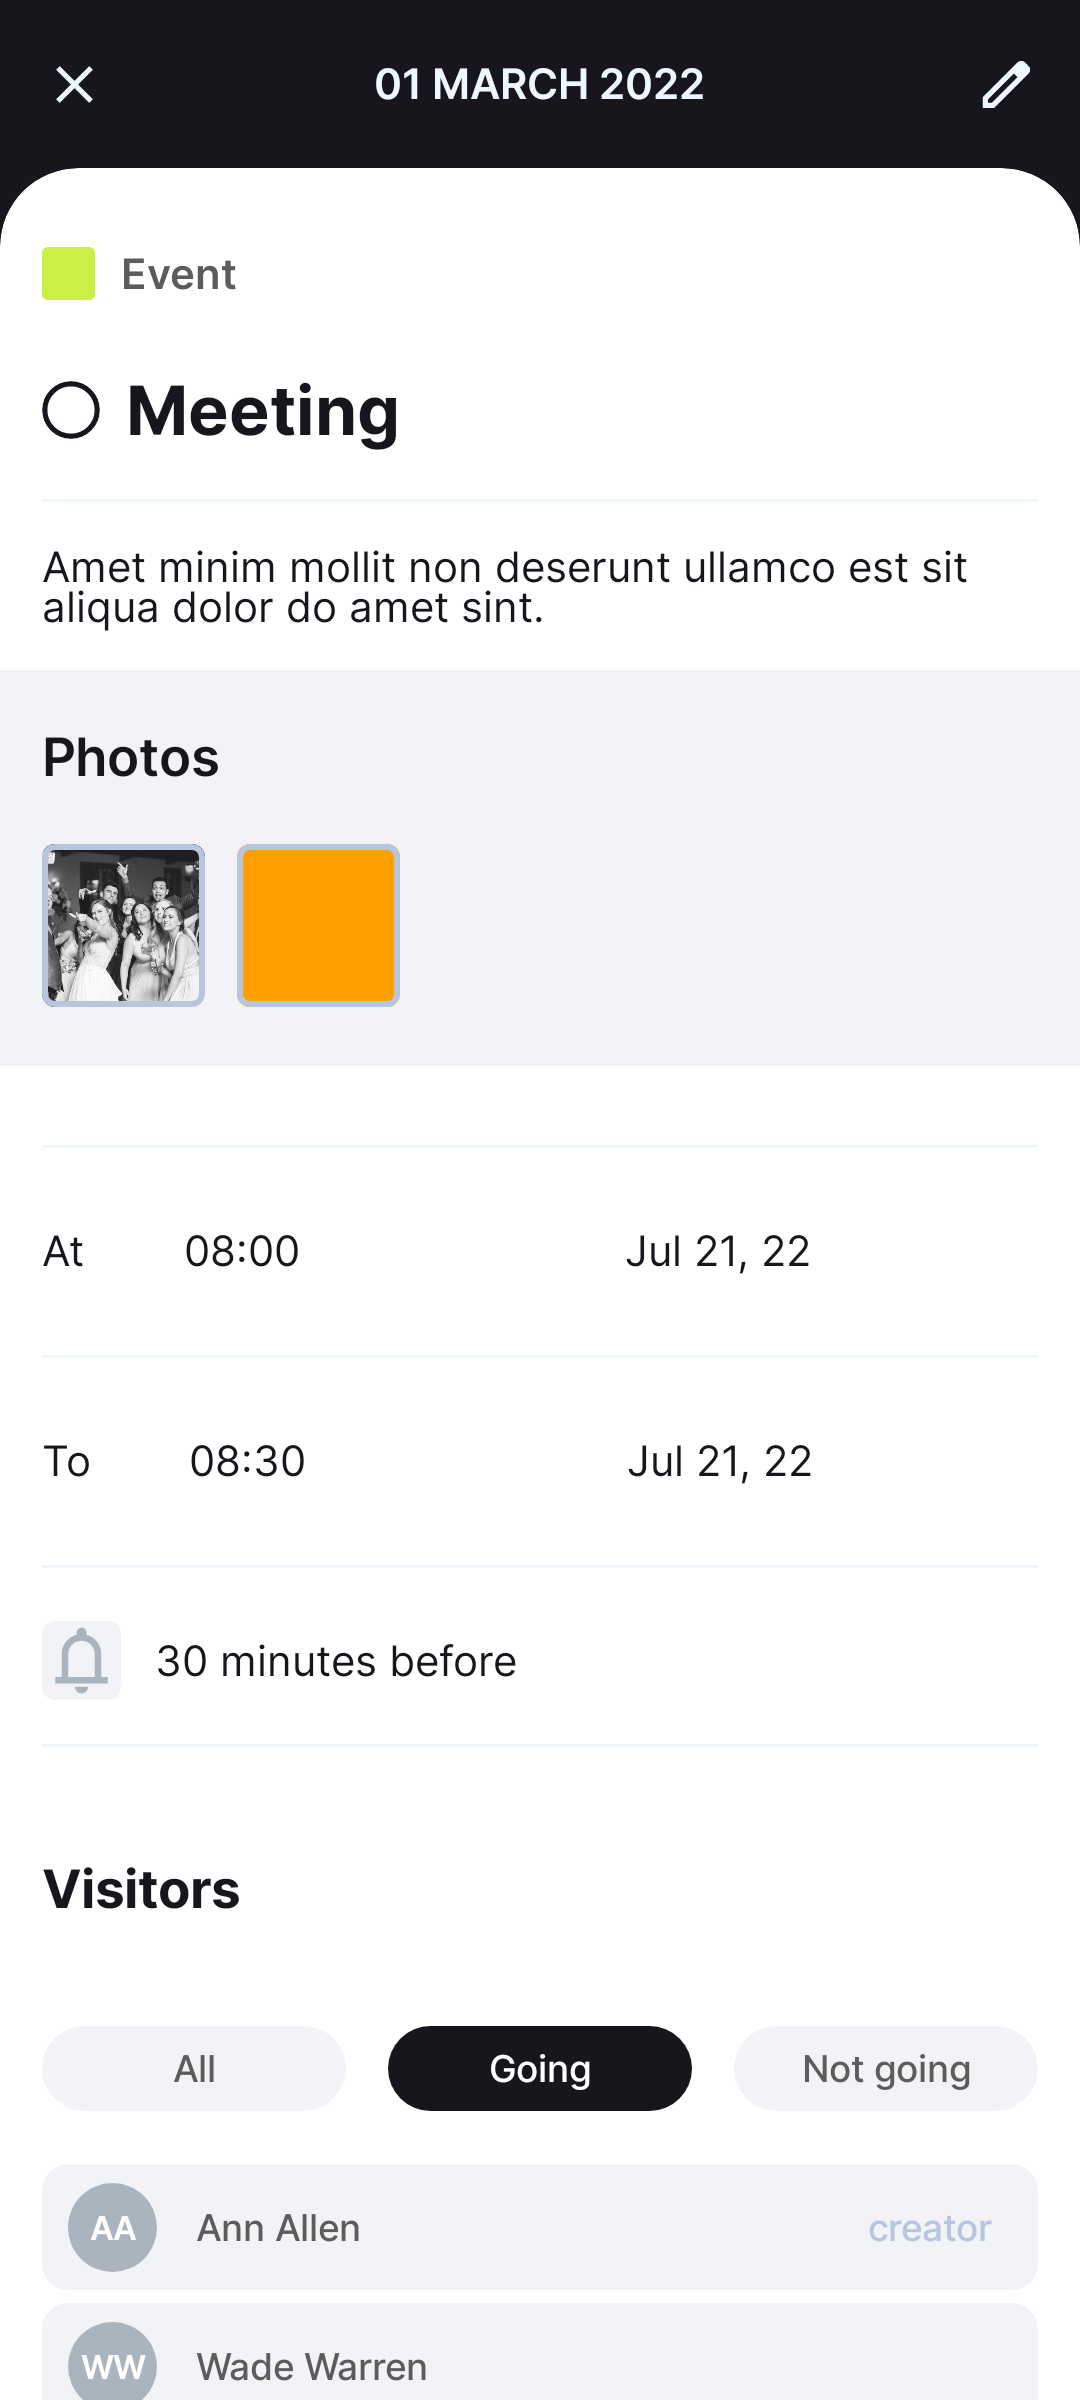 01 MARCH 2022
Event
Meeting
Amet minim mollit non deserunt ullamco est sit
aliqua dolor do amet sint.
Photos
At 08:00 Jul 21, 22
To 08:30 Jul 21, 22
30 minutes before
Visitors
All Going Not going
AA Ann Allen creator
WW Wade Warren